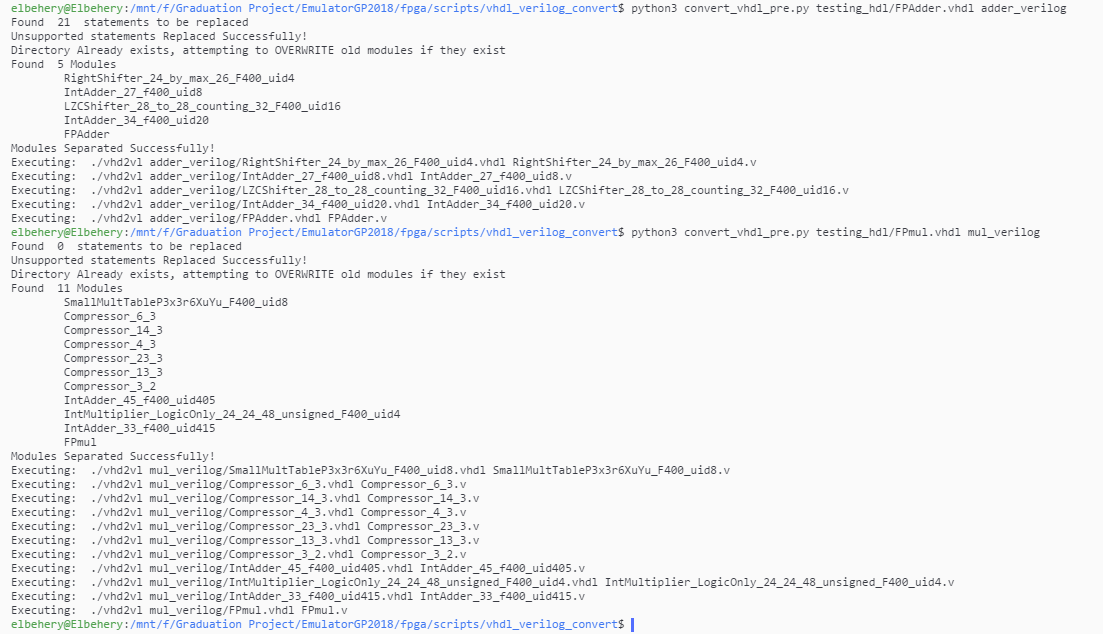 elbehery@Elbehery:/mnt/f/Graduation Project/EmulatorGP2018/fpga/scripts/vhdl_verilog_convert$ python3 convert_vhdl_pre.py testing_hdl/FPAdder.vhdl adder_verilog
Found  21  statements to be replaced
Unsupported statements Replaced Successfully!
Directory Already exists, attempting to OVERWRITE old modules if they exist
Found  5 Modules
RightShifter_24_by_max_26_F400_uid4
IntAdder_27_f400_uid8
LZCShifter_28_to_28_counting_32_F400_uid16
IntAdder_34_f400_uid20
FPAdder
Modules Separated Successfully!
Executing:  ./vhd2vl adder_verilog/RightShifter_24_by_max_26_F400_uid4.vhdl RightShifter_24_by_max_26_F400_uid4.v
Executing:  ./vhd2vl adder_verilog/IntAdder_27_f400_uid8.vhdl IntAdder_27_f400_uid8.v
Executing:  ./vhd2vl adder_verilog/LZCShifter_28_to_28_counting_32_F400_uid16.vhdl LZCShifter_28_to_28_counting_32_F400_uid16.v
Executing:  ./vhd2vl adder_verilog/IntAdder_34_f400_uid20.vhdl IntAdder_34_f400_uid20.v
Executing:  ./vhd2vl adder_verilog/FPAdder.vhdl FPAdder.v
elbehery@Elbehery:/mnt/f/Graduation Project/EmulatorGP2018/fpga/scripts/vhdl_verilog_convert$ python3 convert_vhdl_pre.py testing_hdl/FPmul.vhdl mul_verilog
Found  0  statements to be replaced
Unsupported statements Replaced Successfully!
Directory Already exists, attempting to OVERWRITE old modules if they exist
Found  11 Modules
SmallMultTableP3x3r6XuYu_F400_uid8
Compressor_6_3
Compressor_14_3
Compressor_4_3
Compressor_23_3
Compressor_13_3
Compressor_3_2
IntAdder_45_f400_uid405
IntMultiplier_LogicOnly_24_24_48_unsigned_F400_uid4
IntAdder_33_f400_uid415
FPmul
Modules Separated Successfully!
Executing:  ./vhd2vl mul_verilog/SmallMultTableP3x3r6XuYu_F400_uid8.vhdl SmallMultTableP3x3r6XuYu_F400_uid8.v
Executing:  ./vhd2vl mul_verilog/Compressor_6_3.vhdl Compressor_6_3.v
Executing:  ./vhd2vl mul_verilog/Compressor_14_3.vhdl Compressor_14_3.v
Executing:  ./vhd2vl mul_verilog/Compressor_4_3.vhdl Compressor_4_3.v
Executing:  ./vhd2vl mul_verilog/Compressor_23_3.vhdl Compressor_23_3.v
Executing:  ./vhd2vl mul_verilog/Compressor_13_3.vhdl Compressor_13_3.v
Executing:  ./vhd2vl mul_verilog/Compressor_3_2.vhdl Compressor_3_2.v
Executing:  ./vhd2vl mul_verilog/IntAdder_45_f400_uid405.vhdl IntAdder_45_f400_uid405.v
Executing:  ./vhd2vl mul_verilog/IntMultiplier_LogicOnly_24_24_48_unsigned_F400_uid4.vhdl IntMultiplier_LogicOnly_24_24_48_unsigned_F400_uid4.v
Executing:  ./vhd2vl mul_verilog/IntAdder_33_f400_uid415.vhdl IntAdder_33_f400_uid415.v
Executing:  ./vhd2vl mul_verilog/FPmul.vhdl FPmul.v
elbehery@Elbehery:/mnt/f/Graduation Project/EmulatorGP2018/fpga/scripts/vhdl_verilog_convert$